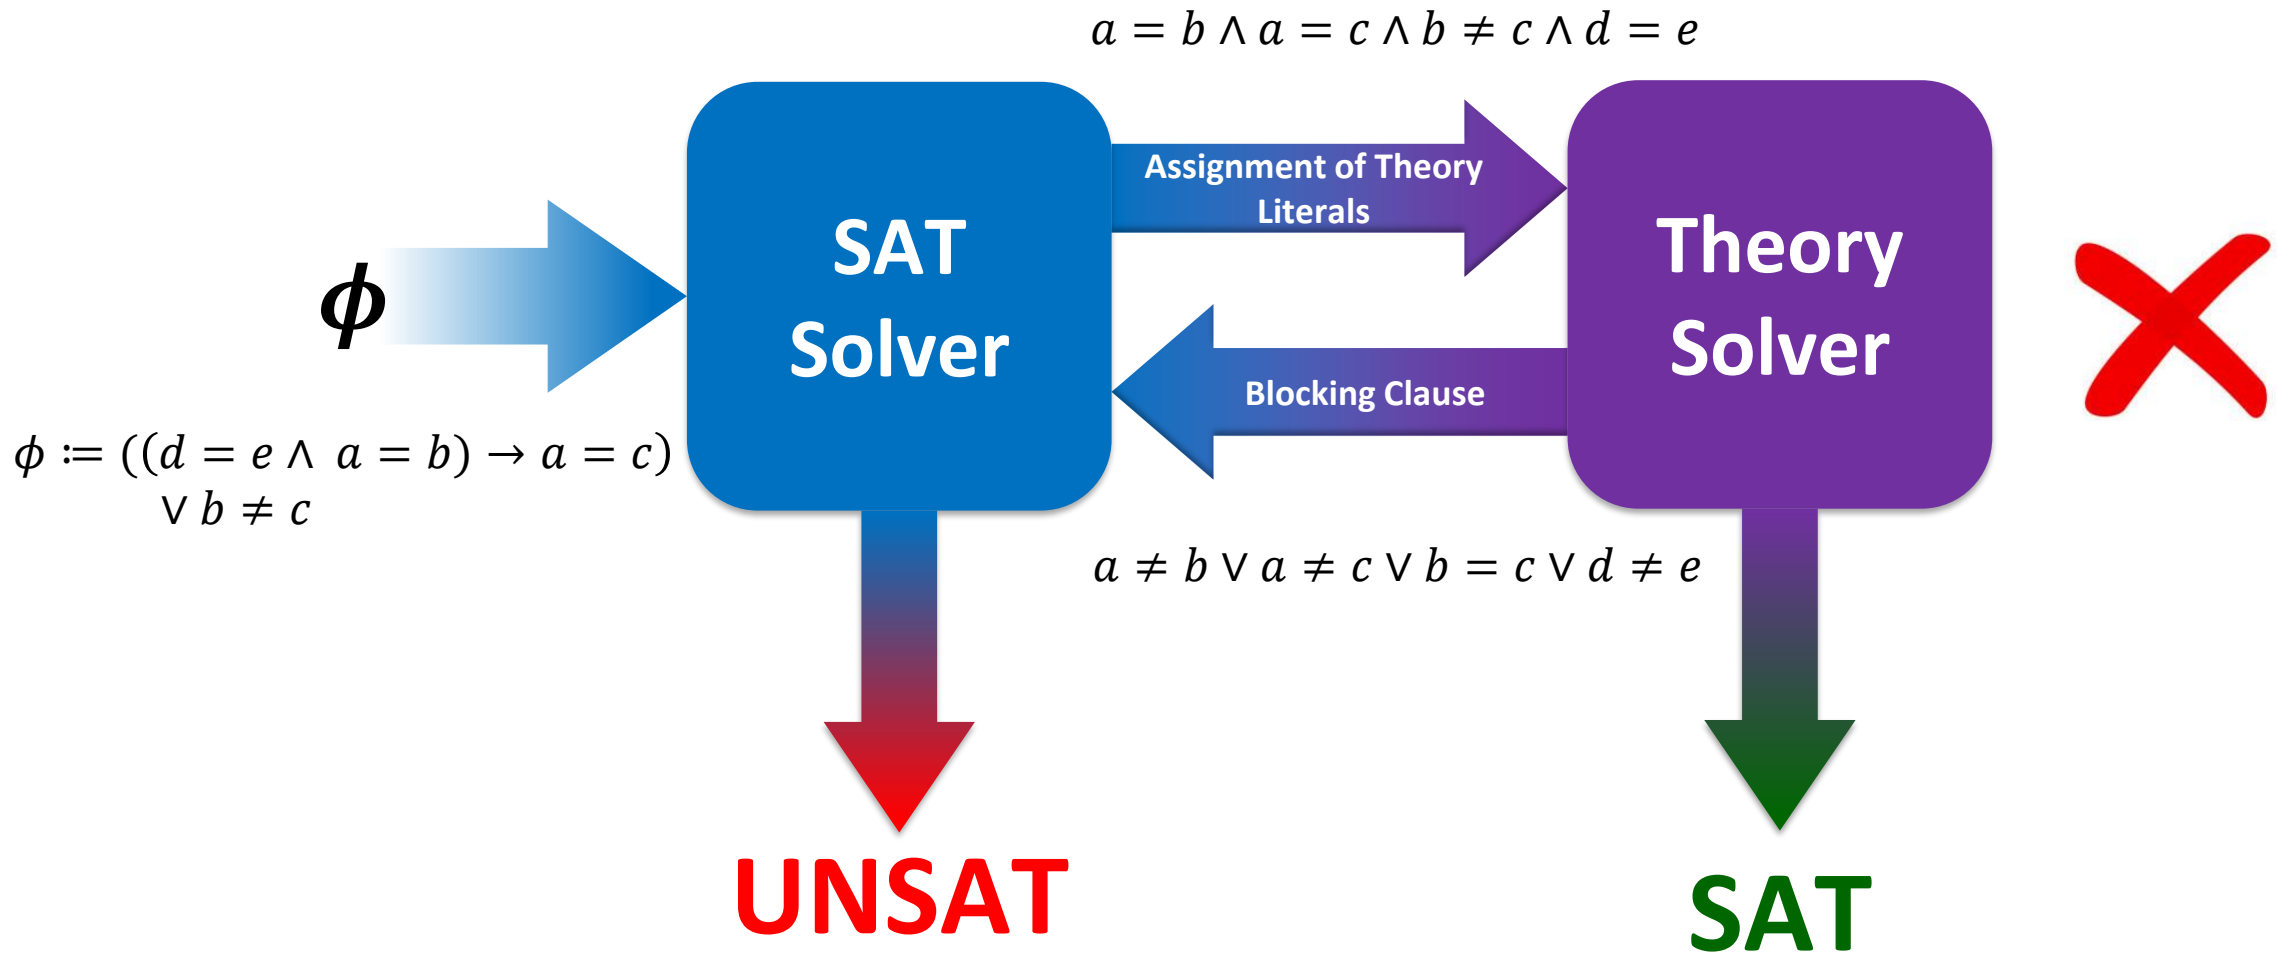 a = b ∧ a = c ∧ b ≠ c ∧ d = e
Assignment of Theory
Literals
SAT
Solver
Theory
Solver
ϕ
Blocking Clause
ϕ ≔ ((d = e ∧ a = b) → a = c)
∨ b ≠ c
a ≠ b ∨ a ≠ c ∨ b = c ∨ d ≠ e
UNSAT
SAT